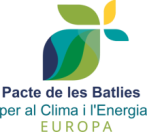 Pacte de les Batlies
per al Clima i l'Energia
EUROPA